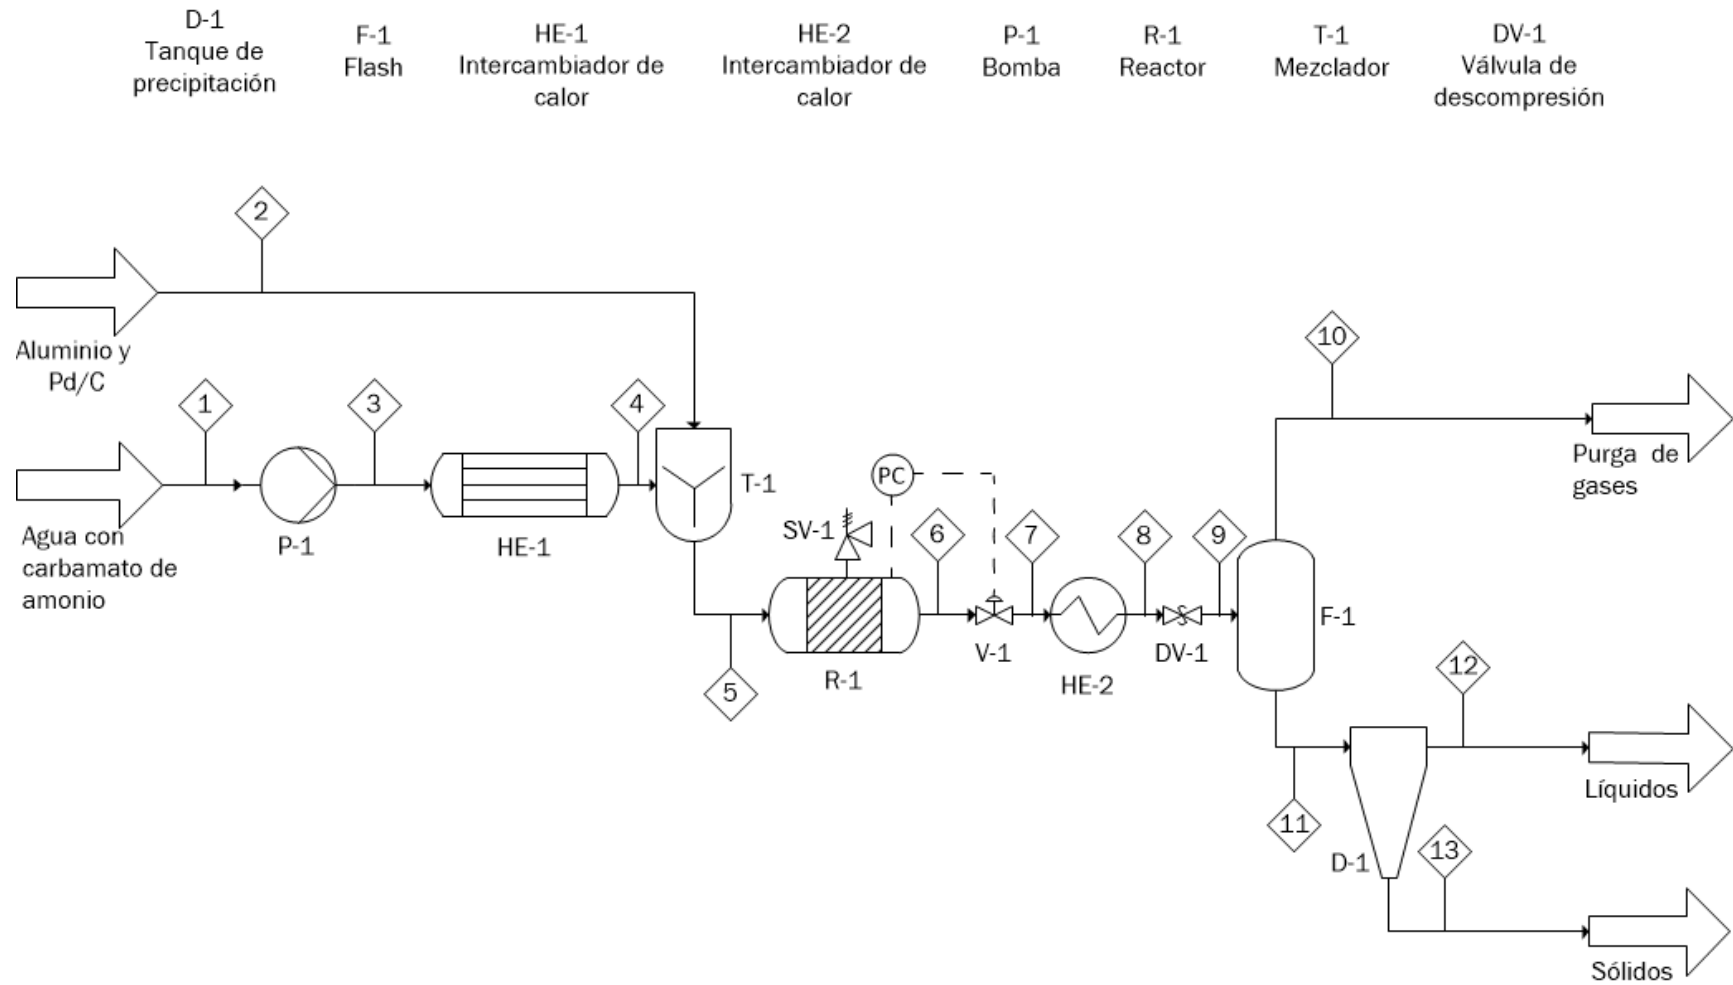 D-1
Tanque de
precipitación
F-1
Flash
HE-1
Intercambiador de
calor
HE-2
Intercambiador de
calor
P-1
Bomba
R-1
Reactor
T-1
Mezclador
DV-1
Válvula de
descompresión
2
Aluminio y
Pd/C
10
1
3
4
Purga de
gases
PC
T-1
Agua con
carbamato de
amonio
P-1
HE-1
SV-1
6
7
8
9
F-1
R-1
V-1
HE-2
DV-1
5
12
Líquidos
11
D-1
13
Sólidos